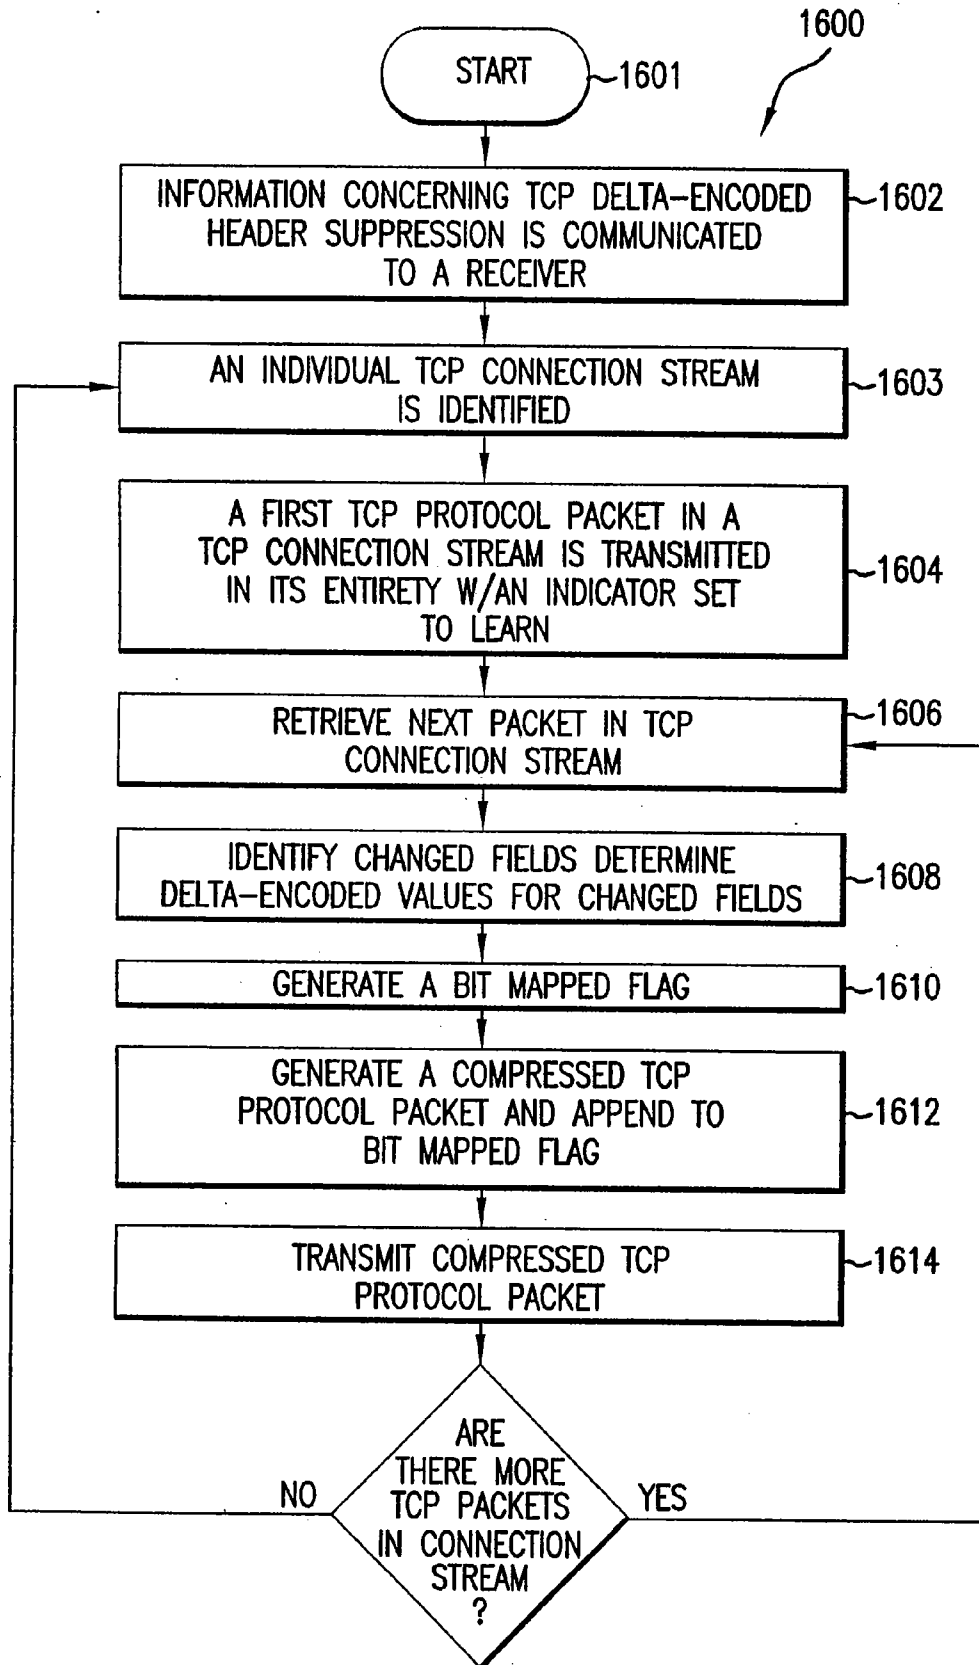 1600
START
1601
INFORMATION CONCERNING TCP DELTA-ENCODED
HEADER SUPPRESSION IS COMMUNICATED
TO A RECEIVER
1602
AN INDIVIDUAL TCP CONNECTION STREAM
IS IDENTIFIED
1603
A FIRST TCP PROTOCOL PACKET IN A
TCP CONNECTION STREAM IS TRANSMITTED
IN ITS ENTIRETY W/AN INDICATOR SET
TO LEARN
1604
RETRIEVE NEXT PACKET IN TCP
CONNECTION STREAM
1606
IDENTIFY CHANGED FIELDS DETERMINE
DELTA-ENCODED VALUES FOR CHANGED FIELDS
1608
GENERATE A BIT MAPPED FLAG
1610
GENERATE A COMPRESSED TCP
PROTOCOL PACKET AND APPEND TO
BIT MAPPED FLAG
1612
TRANSMIT COMPRESSED TCP
PROTOCOL PACKET
1614
ARE
THERE MORE
TCP PACKETS
IN CONNECTION
STREAM
?
NO
YES